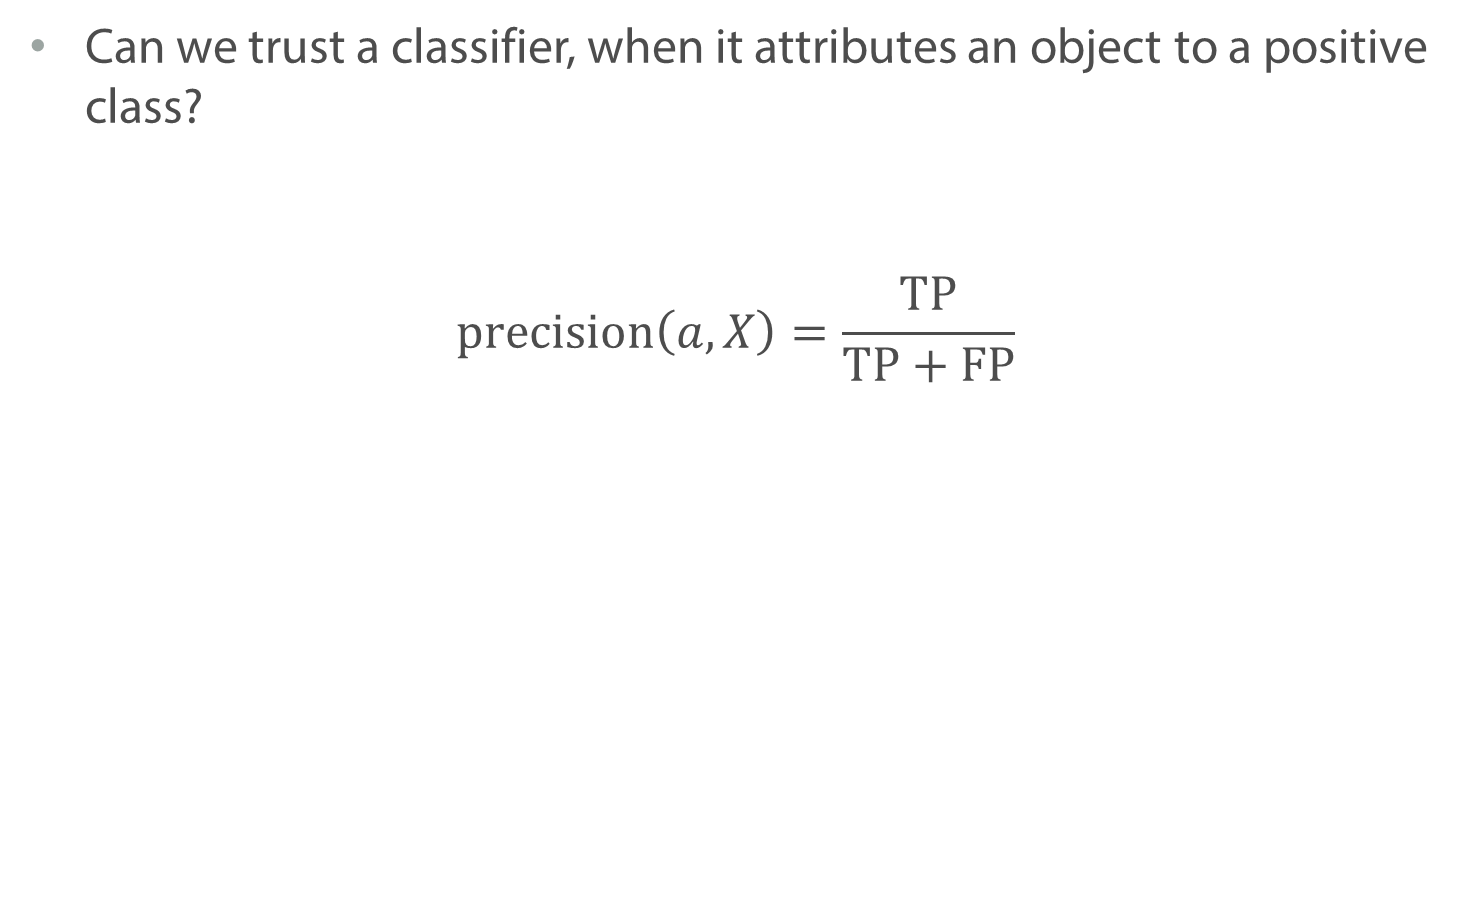 • Can we trust a classifier, when it attributes an object to a positive
class?
precision(a, X) = TP / (TP + FP)